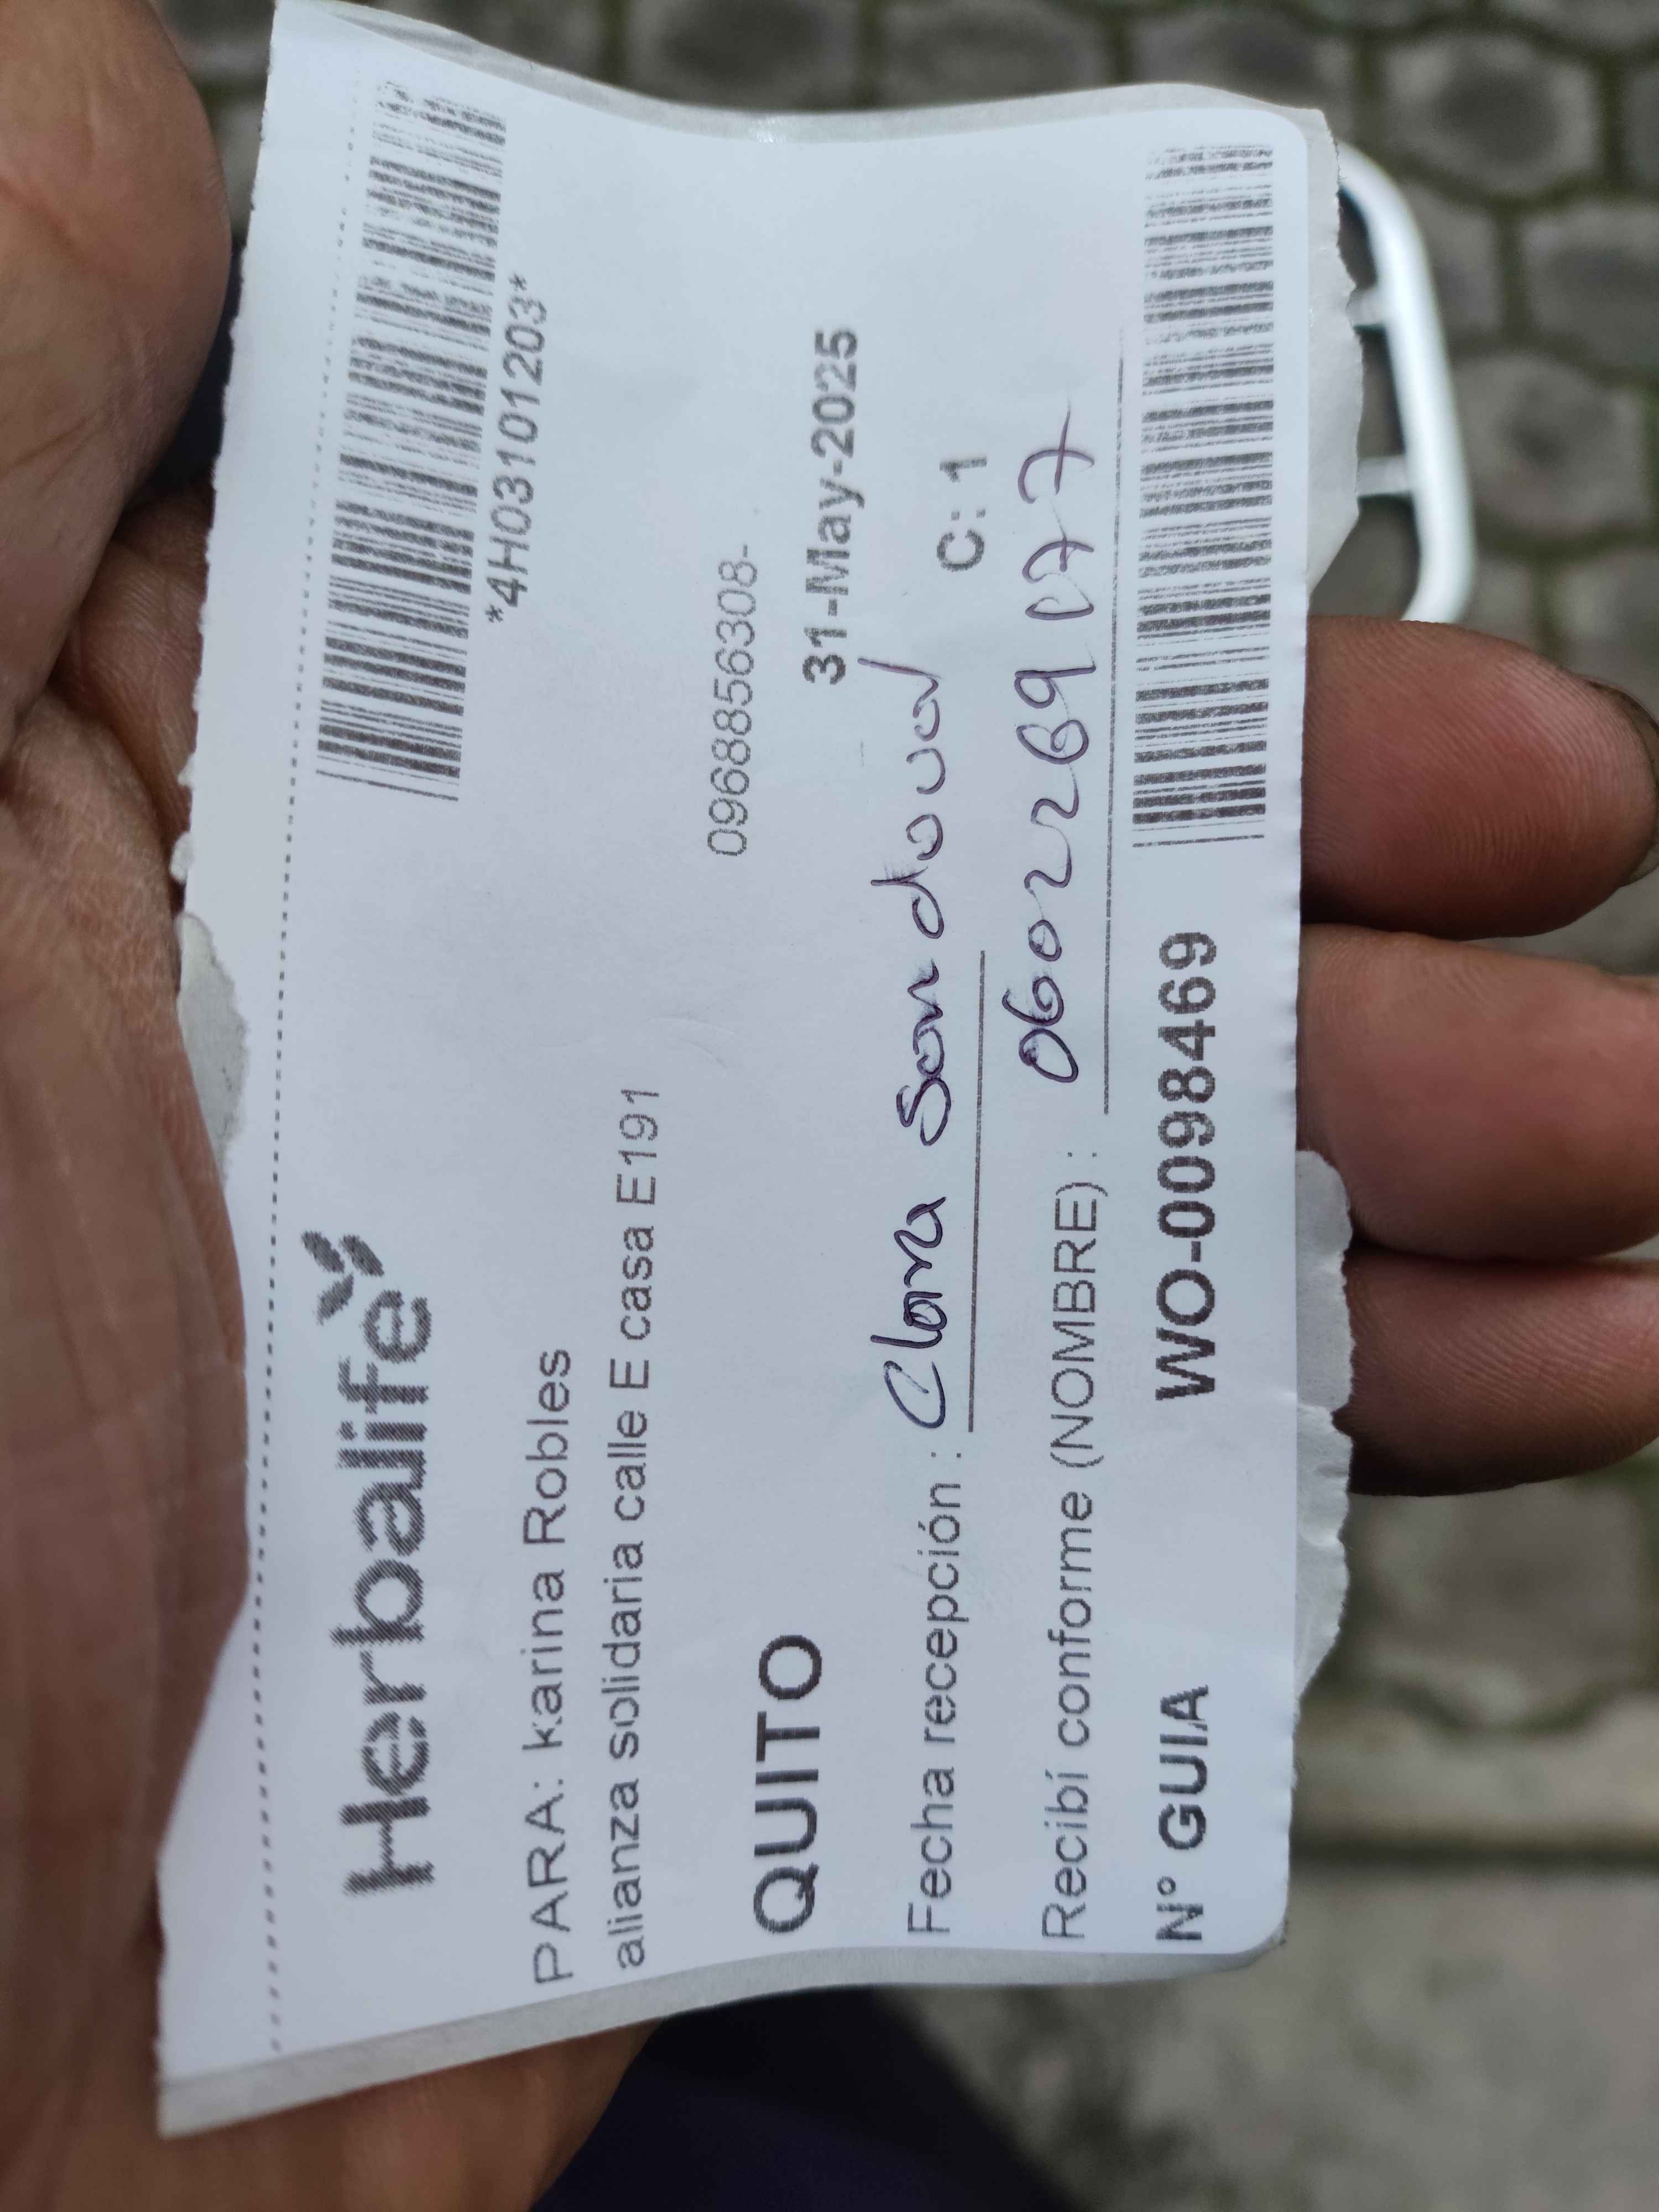 Herbalife
*4H03101203*
PARA: karina Robles
alianza solidaria calle E casa E191
0968856308-
QUITO
31-May-2025
Fecha recepción : Clara Sandoval
C: 1
Recibí conforme (NOMBRE) : 0602269177
N° GUIA WO-0098469